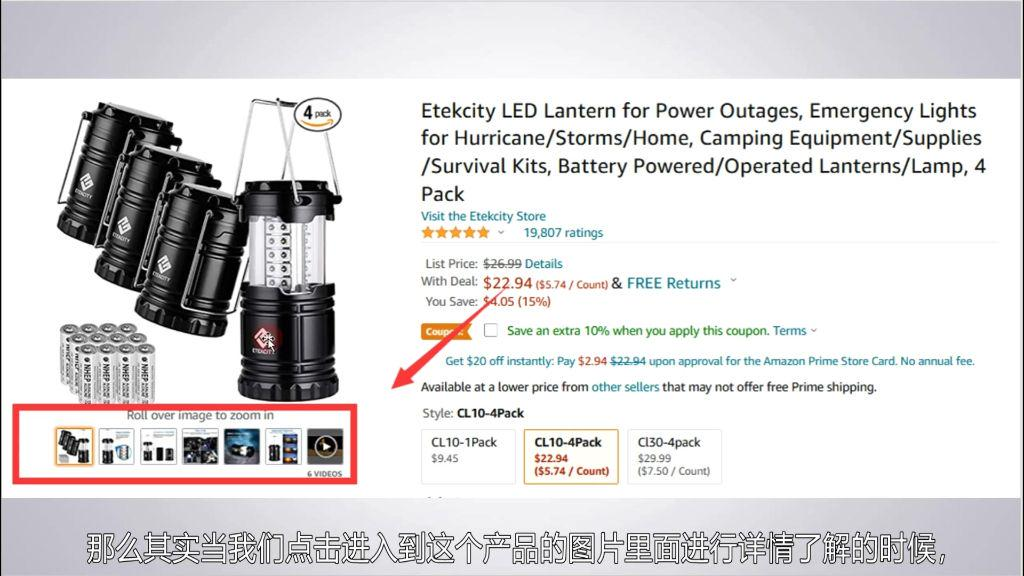 4 pack
Etekcity LED Lantern for Power Outages, Emergency Lights
for Hurricane/Storms/Home, Camping Equipment/Supplies
/Survival Kits, Battery Powered/Operated Lanterns/Lamp, 4
Pack
Visit the Etekcity Store
19,807 ratings
List Price: $26.99 Details
With Deal: $22.94 ($5.74 / Count) & FREE Returns
You Save: $4.05 (15%)
Coupon Save an extra 10% when you apply this coupon. Terms
Get $20 off instantly: Pay $2.94 $22.94 upon approval for the Amazon Prime Store Card. No annual fee.
Available at a lower price from other sellers that may not offer free Prime shipping.
Style: CL10-4Pack
CL10-1Pack
$9.45
CL10-4Pack
$22.94
($5.74 / Count)
Cl30-4pack
$29.99
($7.50 / Count)
ETEKCITY
ETEKCITY
ETEKCITY
ETEKCITY
Roll over image to zoom in
6 VIDEOS
那么其实当我们点击进入到这个产品的图片里面进行详情了解的时候，